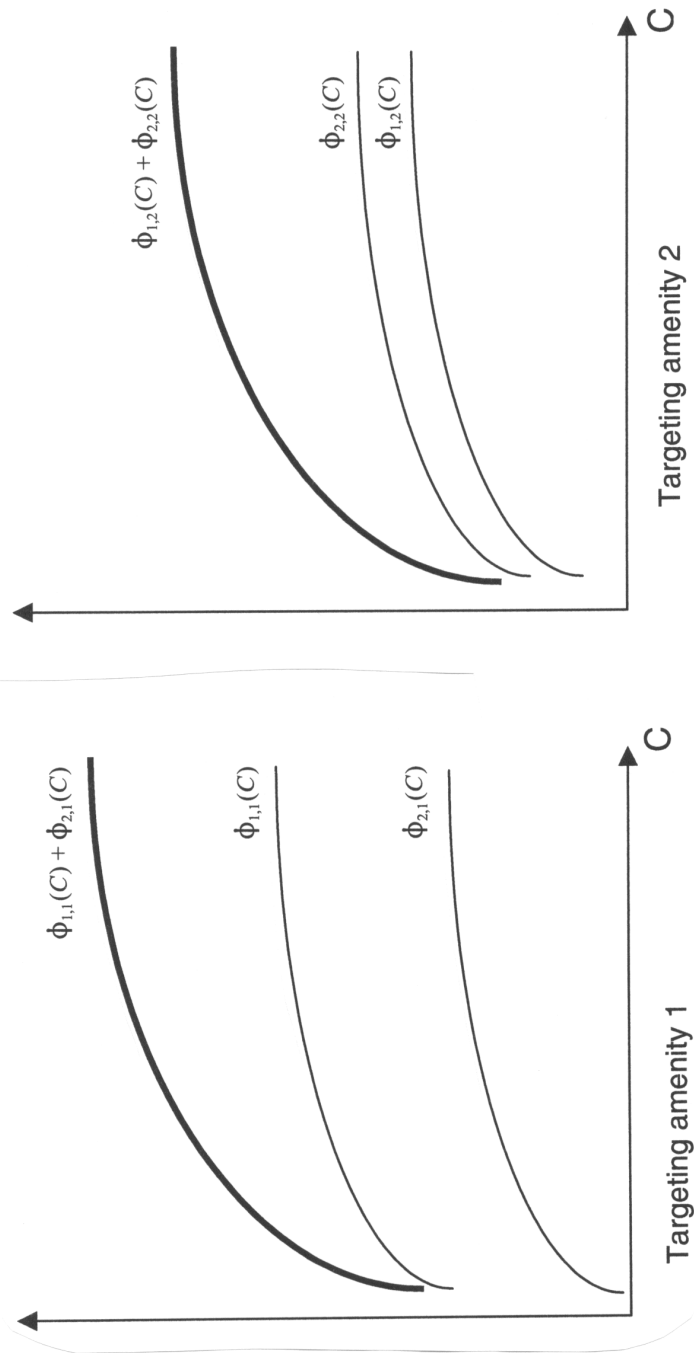 ϕ1,1(C) + ϕ2,1(C)
ϕ1,1(C)
ϕ2,1(C)
C
Targeting amenity 1
ϕ1,2(C) + ϕ2,2(C)
ϕ2,2(C)
ϕ1,2(C)
C
Targeting amenity 2